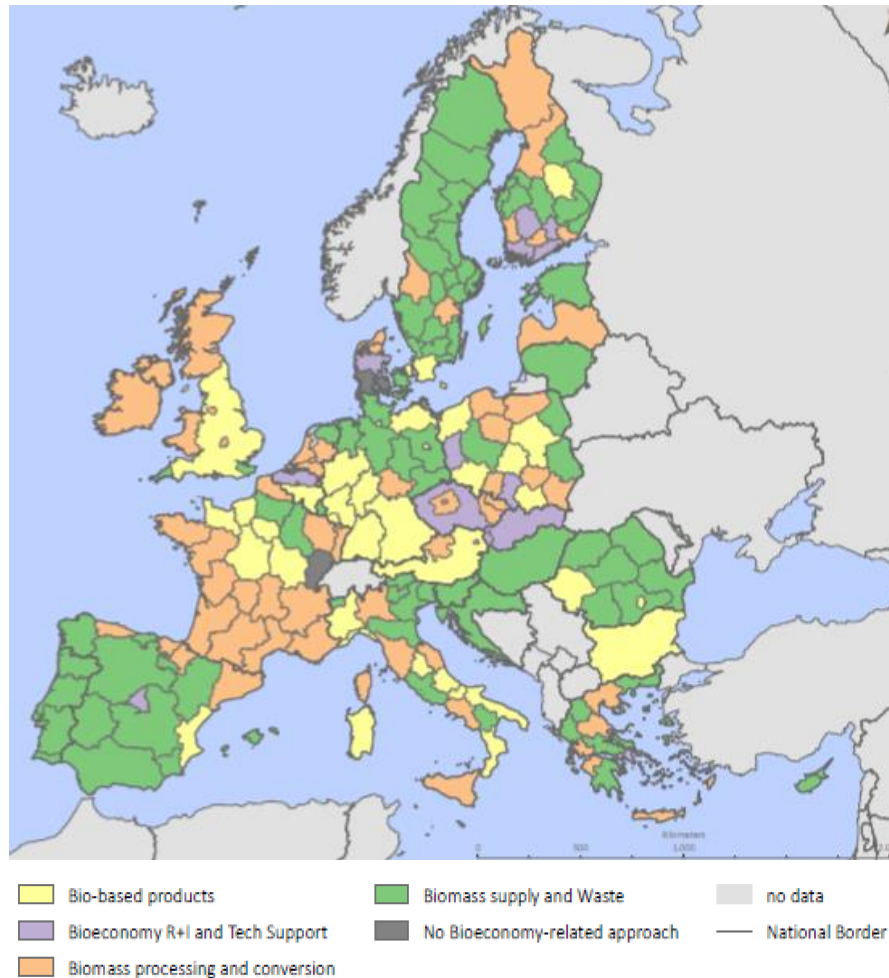 Kilometers
0 500 1,000
Bio-based products Biomass supply and Waste no data
Bioeconomy R+I and Tech Support No Bioeconomy-related approach National Border
Biomass processing and conversion